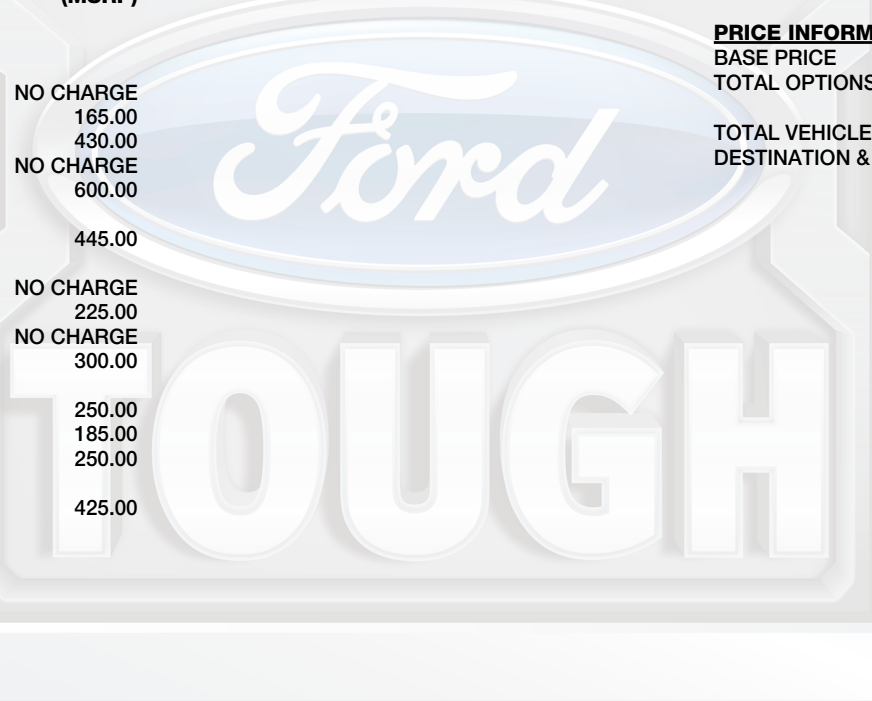 (MSRP)
NO CHARGE
165.00
430.00
NO CHARGE
600.00
445.00
NO CHARGE
225.00
NO CHARGE
300.00
250.00
185.00
250.00
425.00
PRICE INFORM
BASE PRICE
TOTAL OPTIONS
TOTAL VEHICLE
DESTINATION &
Ford
TOUGH